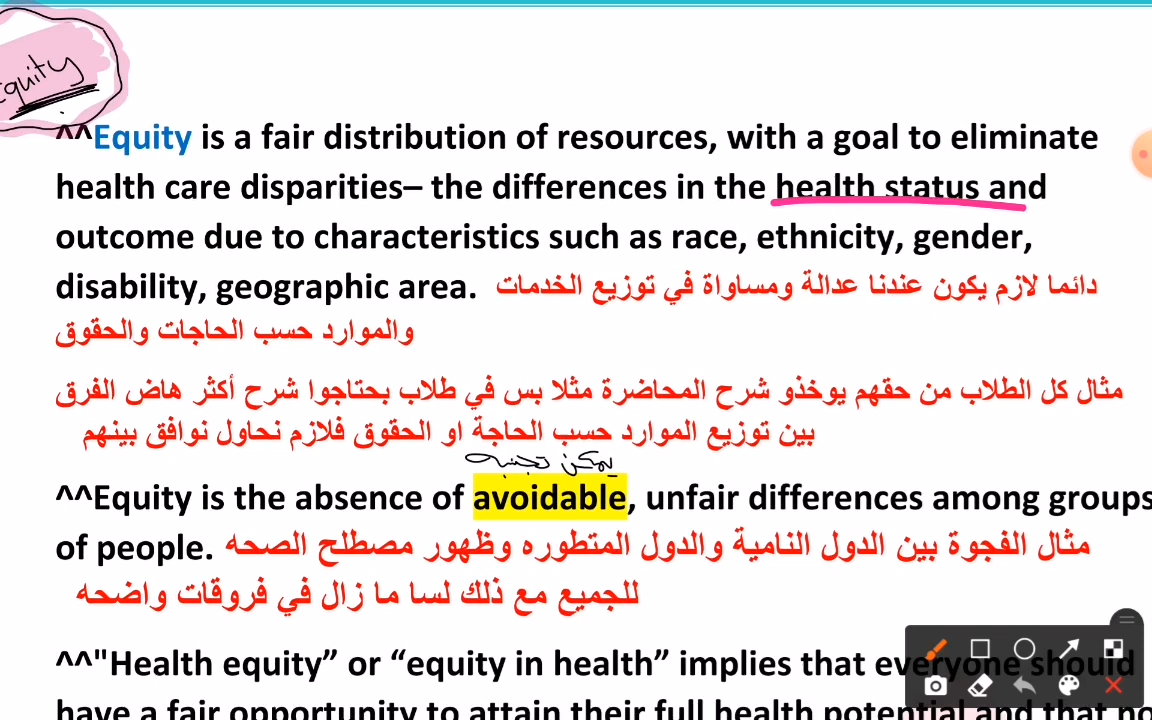 equity
^^Equity is a fair distribution of resources, with a goal to eliminate
health care disparities– the differences in the health status and
outcome due to characteristics such as race, ethnicity, gender,
disability, geographic area. دائما لازم يكون عندنا عدالة ومساواة في توزيع الخدمات
والموارد حسب الحاجات والحقوق
مثال كل الطلاب من حقهم يوخذو شرح المحاضرة مثلا بس في طلاب بحتاجوا شرح أكثر هاض الفرق
بين توزيع الموارد حسب الحاجة او الحقوق فلازم نحاول نوافق بينهم
يمكن تجنبه
^^Equity is the absence of avoidable, unfair differences among groups
of people. مثال الفجوة بين الدول النامية والدول المتطوره وظهور مصطلح الصحه
للجميع مع ذلك لسا ما زال في فروقات واضحه
^^"Health equity” or “equity in health” implies that everyone should
have a fair opportunity to attain their full health potential and that no